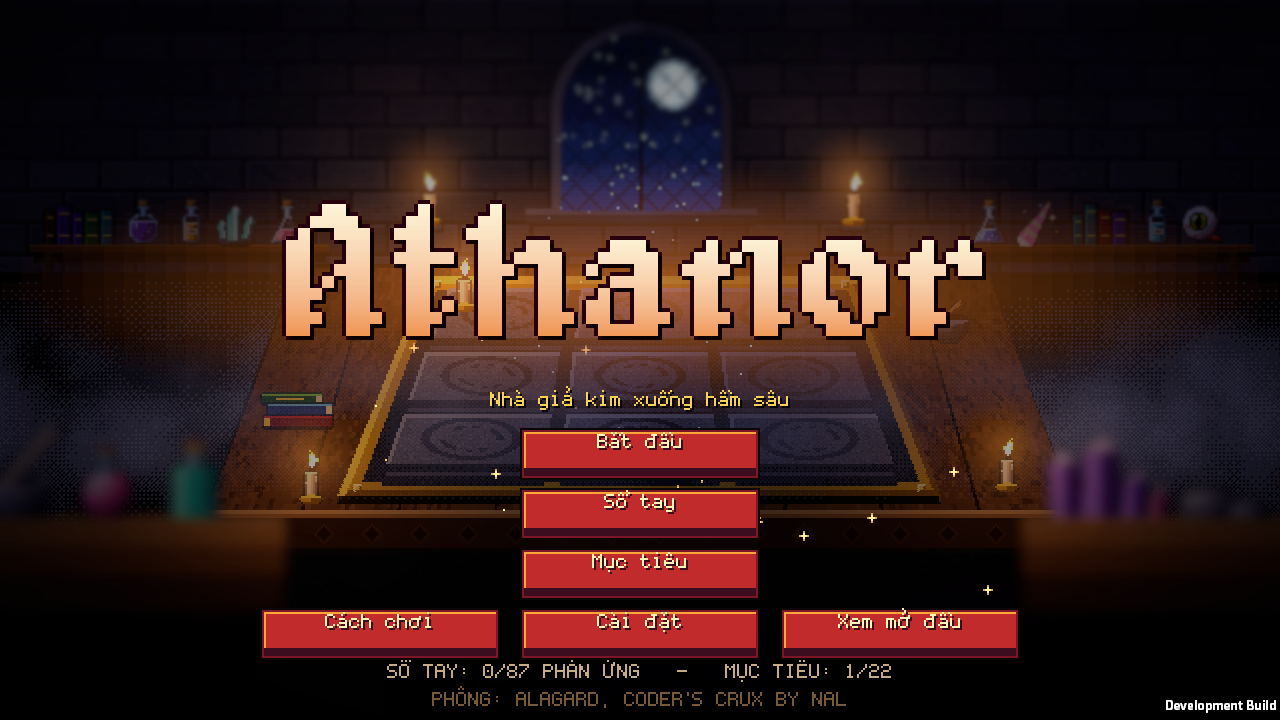 Athanor
Nhà giả kim xuống hầm sâu
Bắt đầu
Sổ tay
Mục tiêu
Cách chơi
Cài đặt
Xem mở đầu
SỔ TAY: 0/87 PHẢN ỨNG – MỤC TIÊU: 1/22
PHÔNG: ALAGARD, CODER'S CRUX BY NAL
Development Build